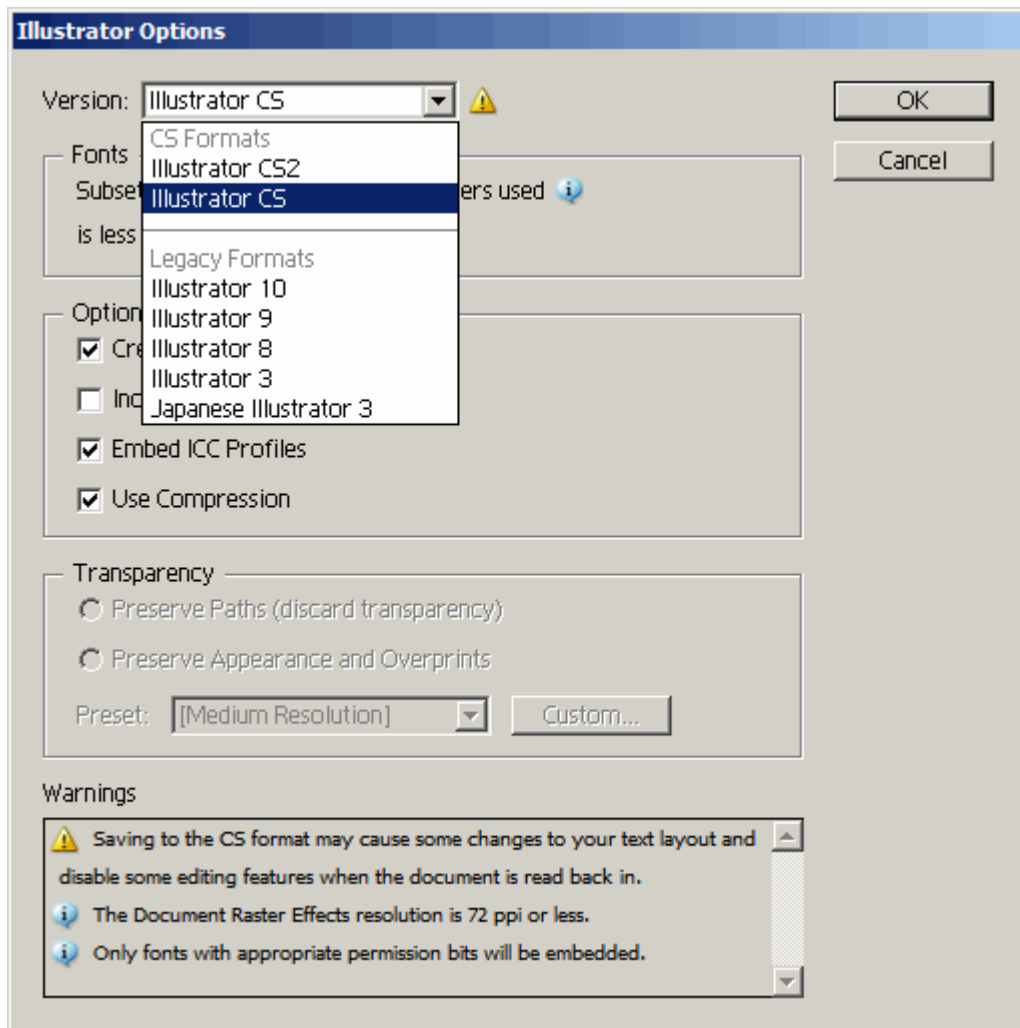 Illustrator Options
Version: Illustrator CS
OK
CS Formats
Fonts
Illustrator CS2
Cancel
Subset
Illustrator CS
ers used
is less
Legacy Formats
Illustrator 10
Option
Illustrator 9
Cre
Illustrator 8
Illustrator 3
Inc
Japanese Illustrator 3
Embed ICC Profiles
Use Compression
Transparency
Preserve Paths (discard transparency)
Preserve Appearance and Overprints
Preset: [Medium Resolution] Custom...
Warnings
Saving to the CS format may cause some changes to your text layout and
disable some editing features when the document is read back in.
The Document Raster Effects resolution is 72 ppi or less.
Only fonts with appropriate permission bits will be embedded.